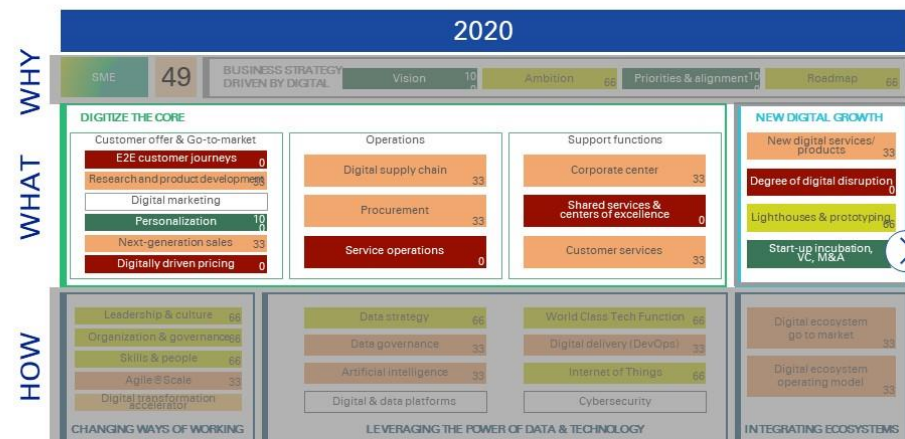 2020
WHY
SME
49
BUSINESS STRATEGY
DRIVEN BY DIGITAL
Vision 100
Ambition 66
Priorities & alignment 100
Roadmap 66
WHAT
DIGITIZE THE CORE
Customer offer & Go-to-market
E2E customer journeys 0
Research and product development 33
Digital marketing
Personalization 100
Next-generation sales 33
Digitally driven pricing 0
Operations
Digital supply chain 33
Procurement 33
Service operations 0
Support functions
Corporate center 33
Shared services &
centers of excellence 0
Customer services 33
NEW DIGITAL GROWTH
New digital services/
products 33
Degree of digital disruption 0
Lighthouses & prototyping 66
Start-up incubation,
VC, M&A
HOW
Leadership & culture 66
Organization & governance 66
Skills & people 66
Agile@Scale 33
Digital transformation
accelerator
CHANGING WAYS OF WORKING
Data strategy 66
Data governance 33
Artificial intelligence 33
Digital & data platforms
World Class Tech Function 66
Digital delivery (DevOps) 33
Internet of Things 66
Cybersecurity
LEVERAGING THE POWER OF DATA & TECHNOLOGY
Digital ecosystem
go to market 33
Digital ecosystem
operating model 33
INTEGRATING ECOSYSTEMS